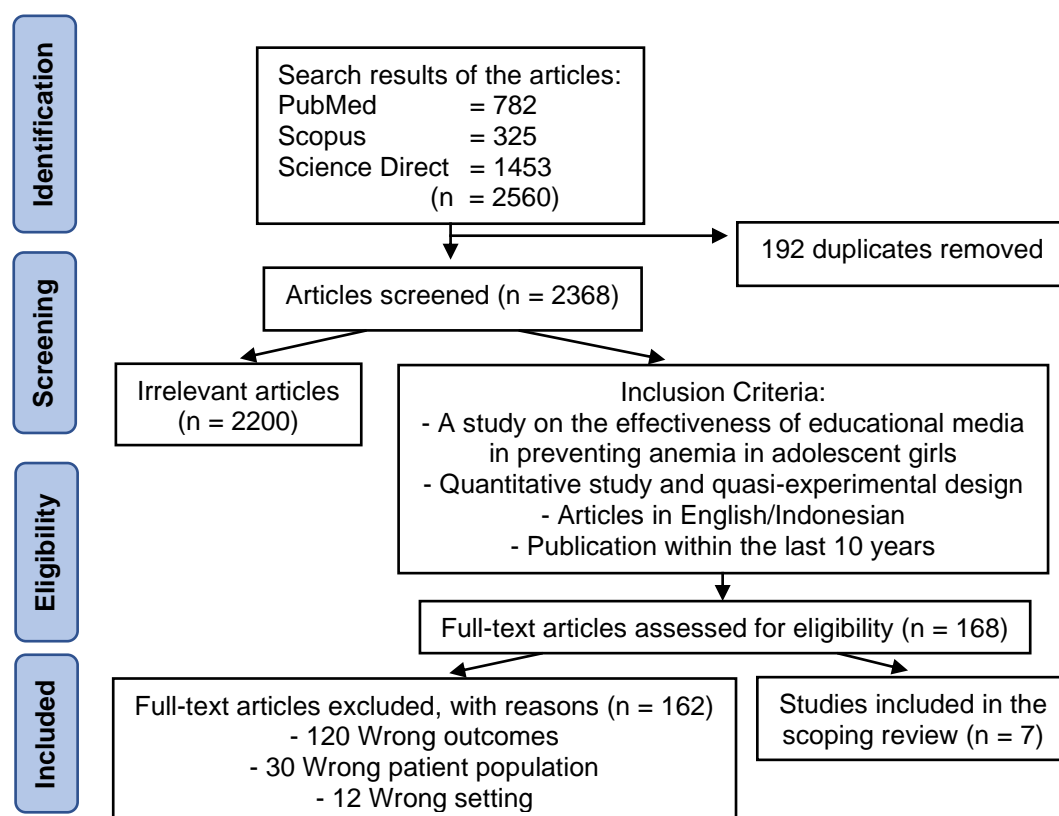 Identification
Search results of the articles:
PubMed = 782
Scopus = 325
Science Direct = 1453
(n = 2560)
192 duplicates removed
Screening
Articles screened (n = 2368)
Irrelevant articles
(n = 2200)
Inclusion Criteria:
- A study on the effectiveness of educational media
in preventing anemia in adolescent girls
- Quantitative study and quasi-experimental design
- Articles in English/Indonesian
- Publication within the last 10 years
Eligibility
Full-text articles assessed for eligibility (n = 168)
Included
Full-text articles excluded, with reasons (n = 162)
- 120 Wrong outcomes
- 30 Wrong patient population
- 12 Wrong setting
Studies included in the
scoping review (n = 7)